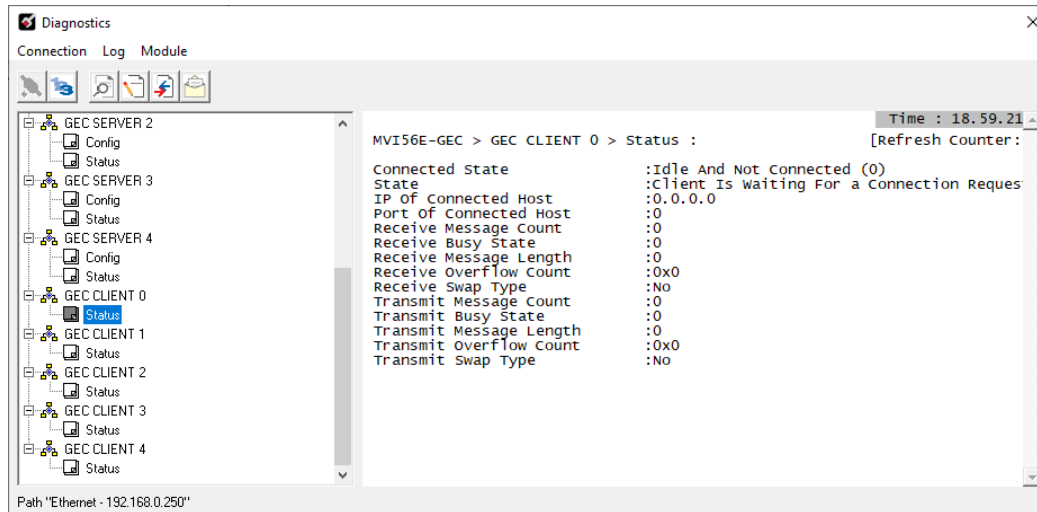 Diagnostics
Connection Log Module
GEC SERVER 2
Config
Status
GEC SERVER 3
Config
Status
GEC SERVER 4
Config
Status
GEC CLIENT 0
Status
GEC CLIENT 1
Status
GEC CLIENT 2
Status
GEC CLIENT 3
Status
GEC CLIENT 4
Status
Time : 18.59.21
MVI56E-GEC > GEC CLIENT 0 > Status : [Refresh Counter:
Connected State :Idle And Not Connected (0)
State :Client Is Waiting For a Connection Reques
IP Of Connected Host :0.0.0.0
Port Of Connected Host :0
Receive Message Count :0
Receive Busy State :0
Receive Message Length :0
Receive Overflow Count :0x0
Receive Swap Type :No
Transmit Message Count :0
Transmit Busy State :0
Transmit Message Length :0
Transmit Overflow Count :0x0
Transmit Swap Type :No
Path "Ethernet - 192.168.0.250"